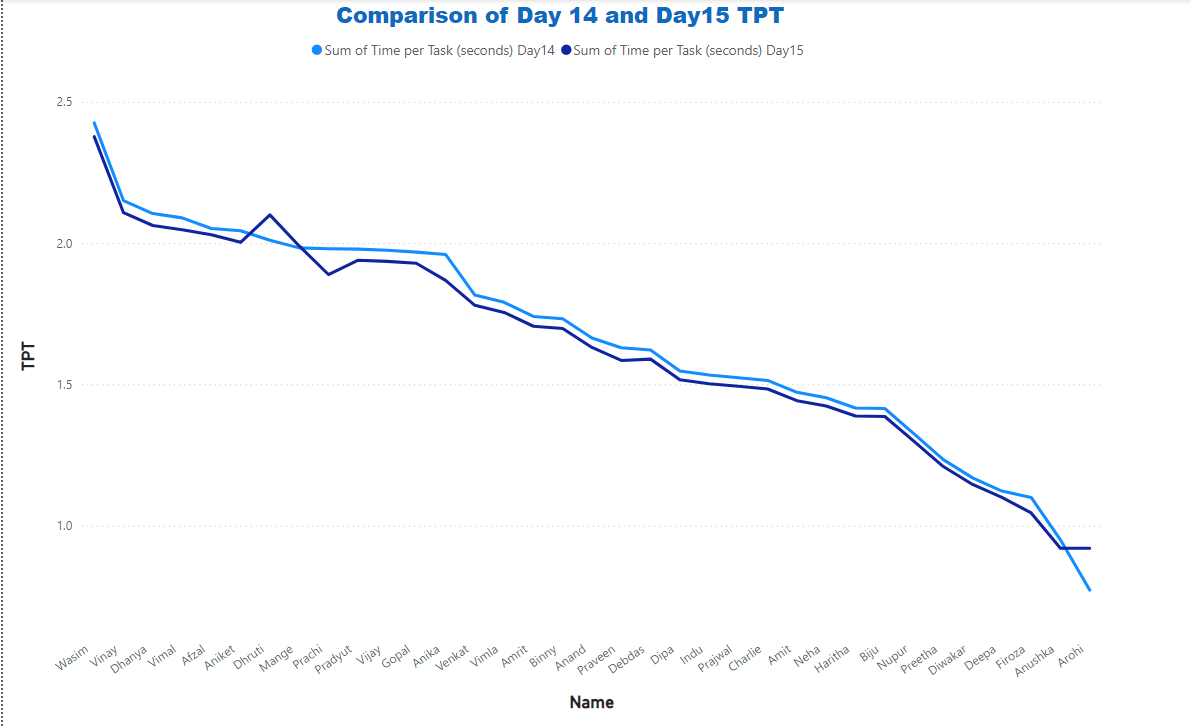 Comparison of Day 14 and Day15 TPT
Sum of Time per Task (seconds) Day14 Sum of Time per Task (seconds) Day15
2.5
2.0
1.5
1.0
TPT
Wasim Vinay Dhanya Vimal Afzal Aniket Dhruti Mange Prachi Pradyut Vijay Gopal Anika Venkat Vimla Amrit Binny Anand Praveen Debdas Dipa Indu Prajwal Charlie Amit Neha Haritha Biju Nupur Preetha Diwakar Deepa Firoza Anushka Arohi
Name